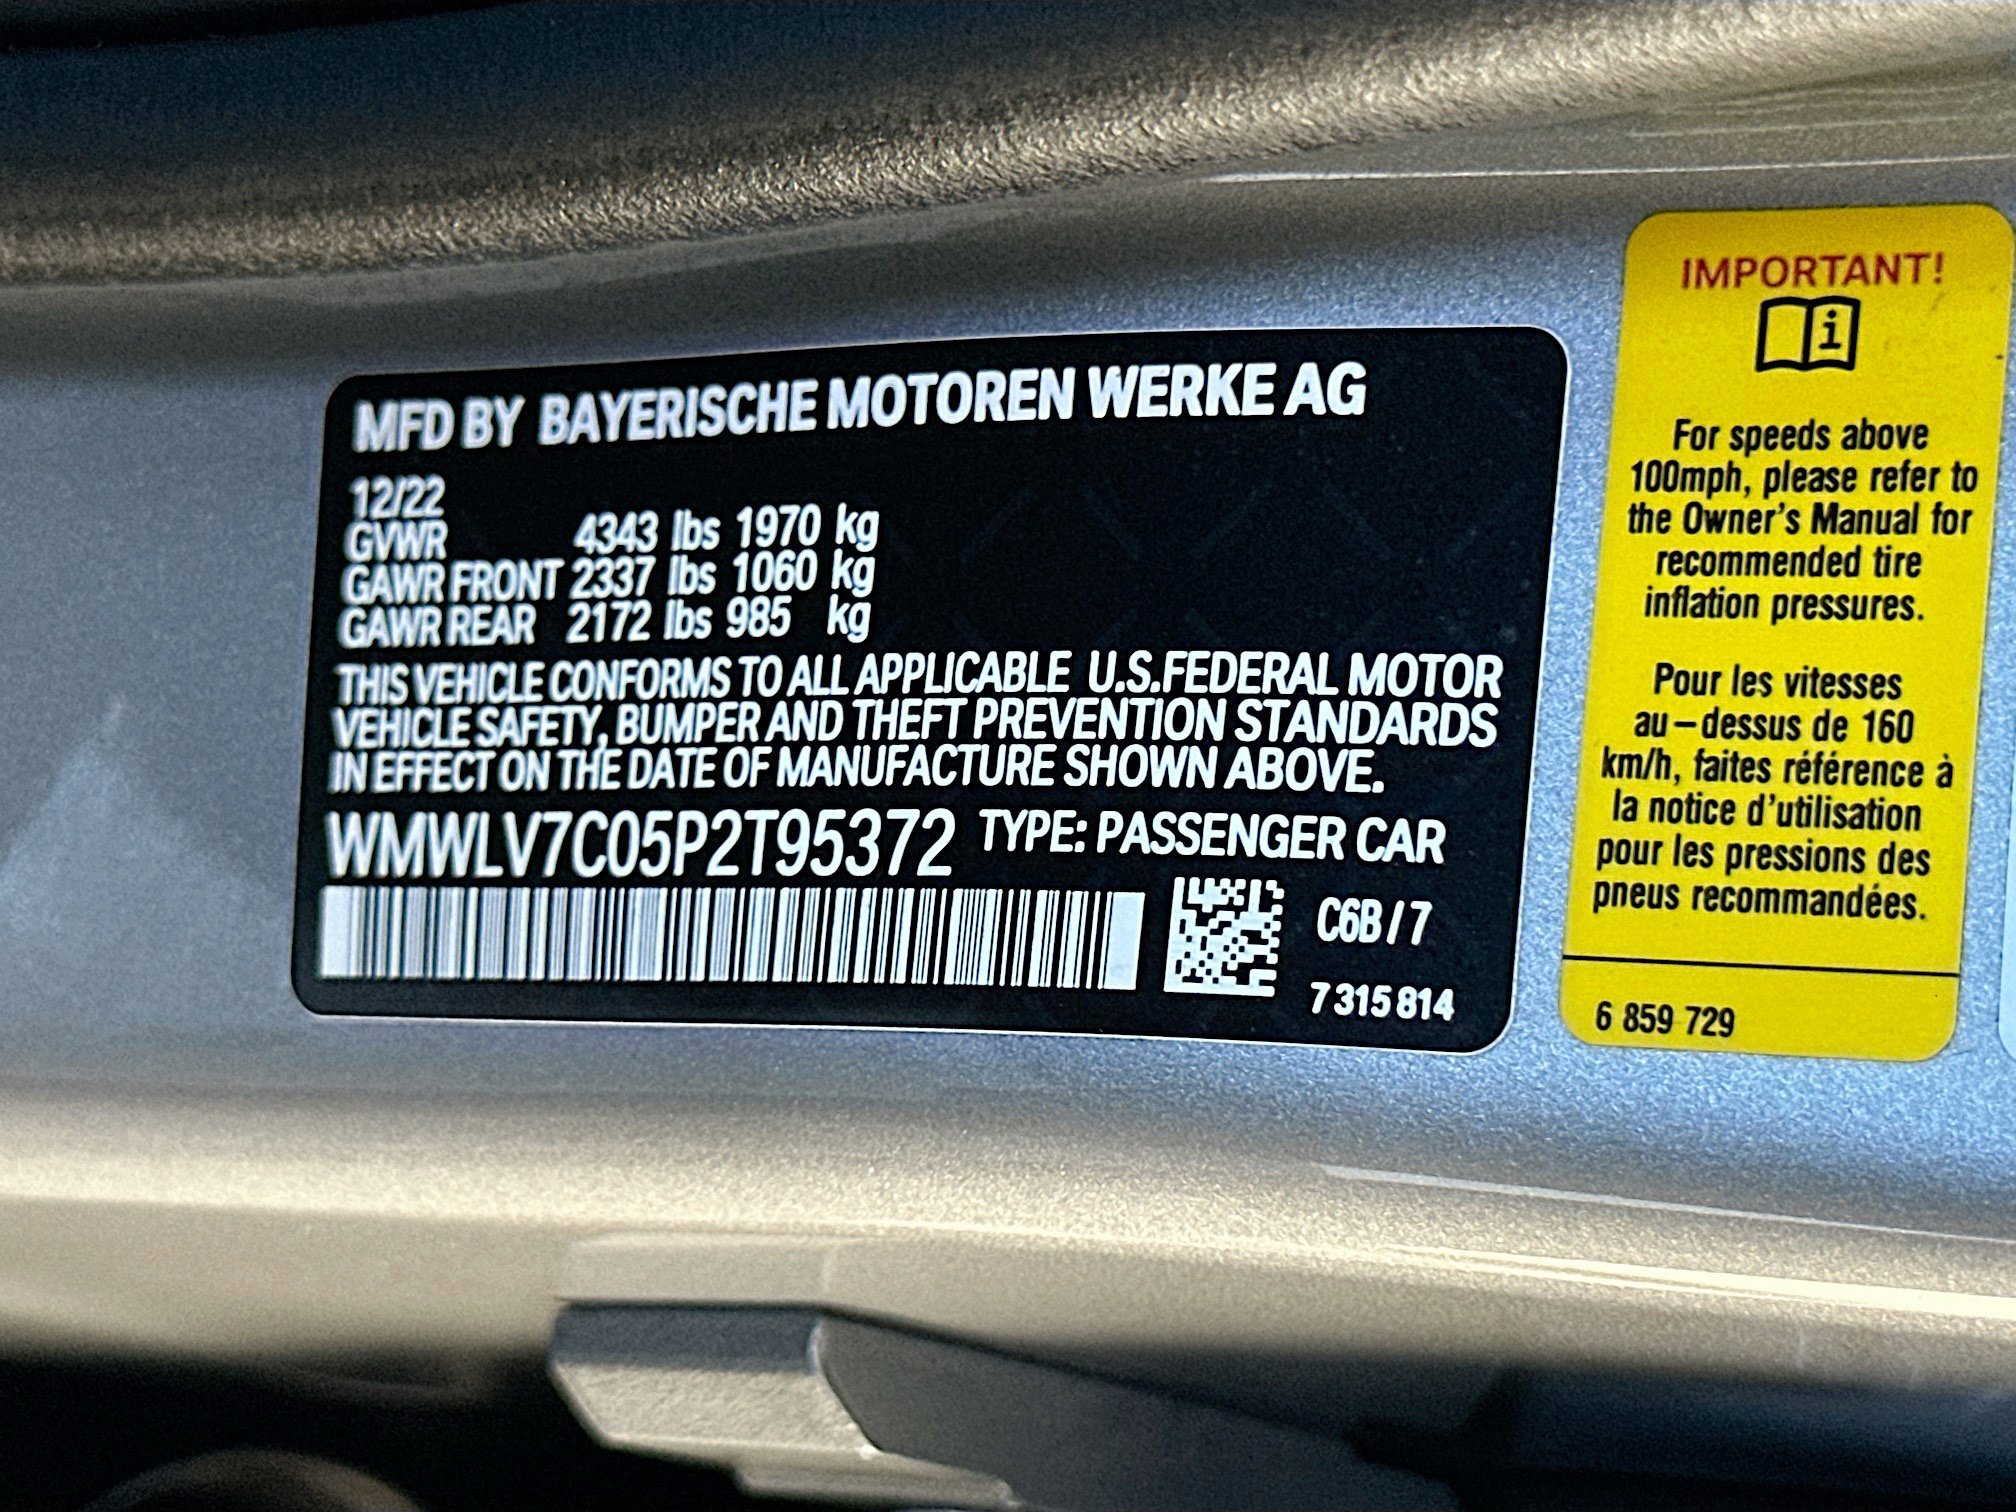 MFD BY BAYERISCHE MOTOREN WERKE AG
12/22
GVWR 4343 lbs 1970 kg
GAWR FRONT 2337 lbs 1060 kg
GAWR REAR 2172 lbs 985 kg
THIS VEHICLE CONFORMS TO ALL APPLICABLE U.S.FEDERAL MOTOR
VEHICLE SAFETY, BUMPER AND THEFT PREVENTION STANDARDS
IN EFFECT ON THE DATE OF MANUFACTURE SHOWN ABOVE.
WMWLV7C05P2T95372 TYPE: PASSENGER CAR
C6B/7
7 315 814
IMPORTANT!
i
For speeds above
100mph, please refer to
the Owner's Manual for
recommended tire
inflation pressures.
Pour les vitesses
au-dessus de 160
km/h, faites référence à
la notice d'utilisation
pour les pressions des
pneus recommandées.
6 859 729